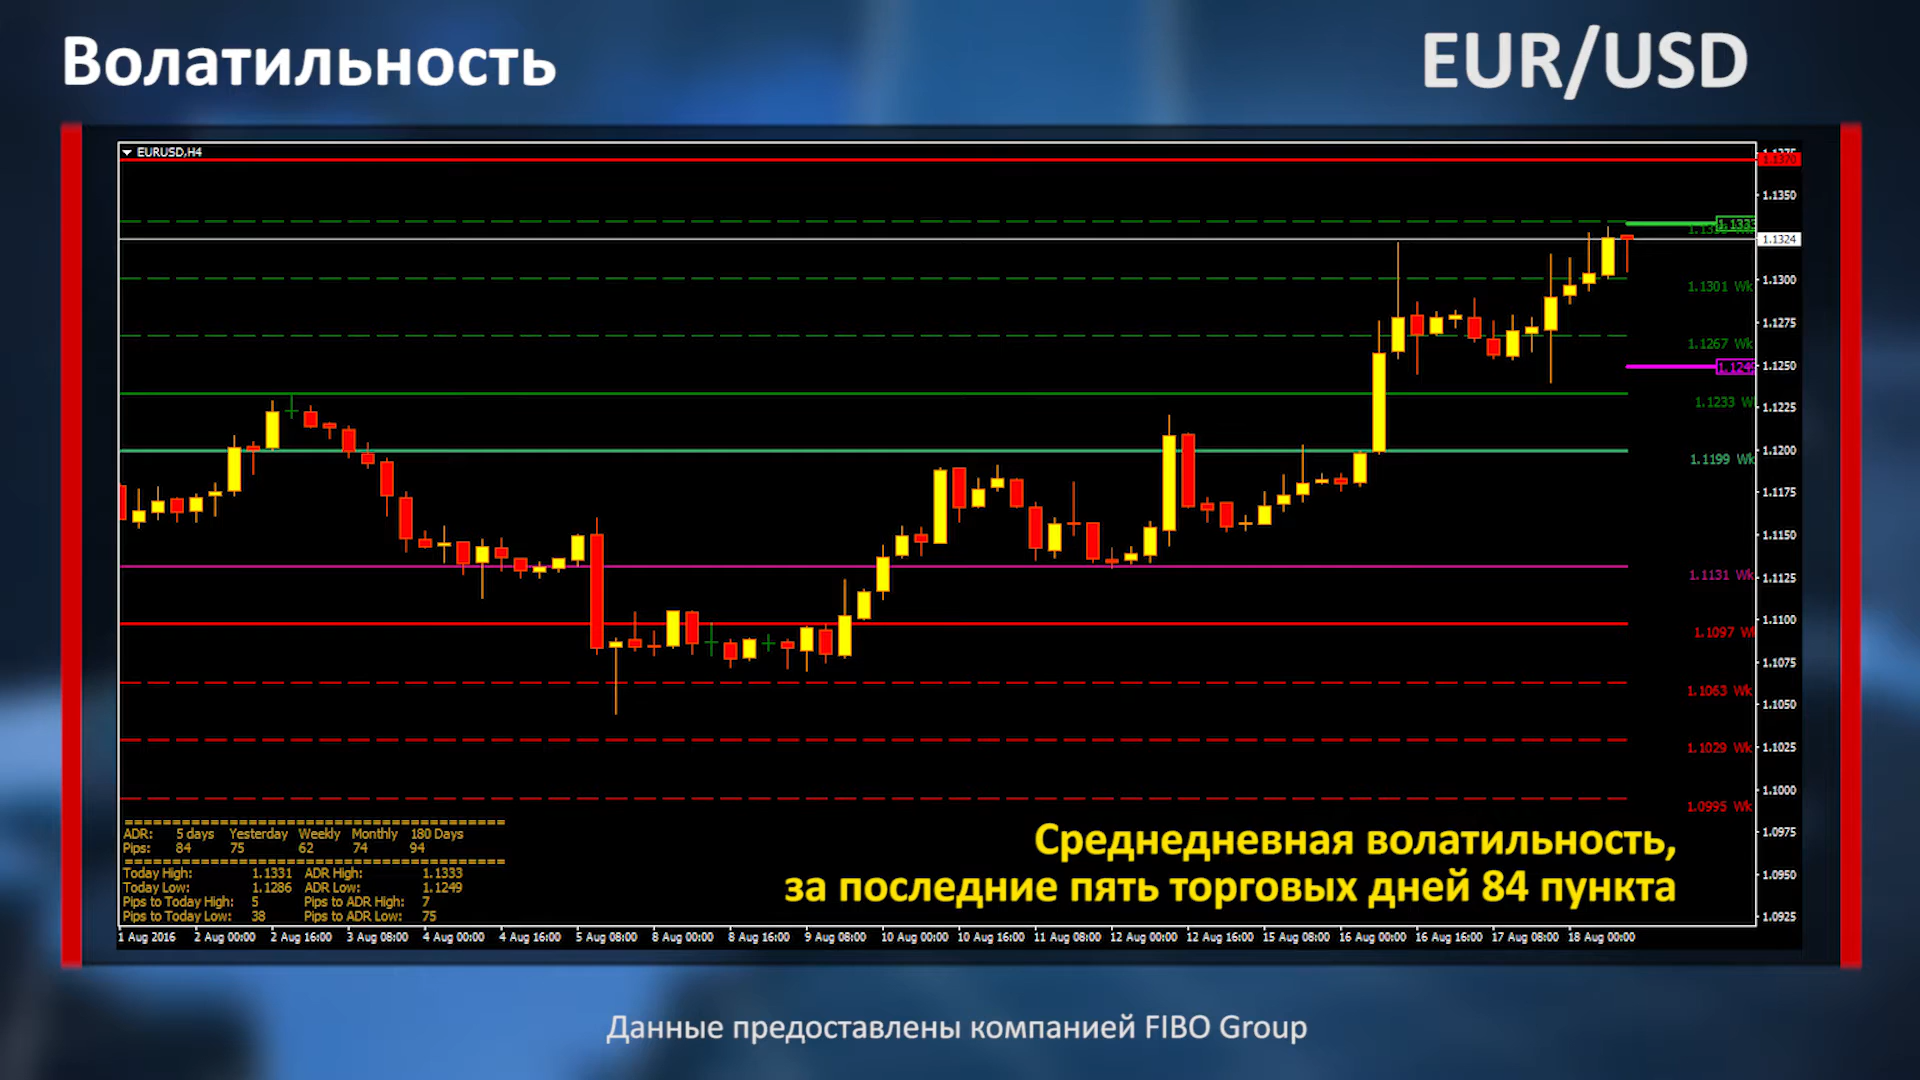 Волатильность
EUR/USD
EURUSD,H4
1.1370
1.1350
1.1333
1.1324
1.1300
1.1301 Wk
1.1275
1.1267 Wk
1.1250
1.1249
1.1233 W
1.1225
1.1200
1.1199 Wk
1.1175
1.1150
1.1131 Wk
1.1125
1.1100
1.1097 W
1.1075
1.1063 Wk
1.1050
1.1029 Wk
1.1025
1.1000
1.0995 Wk
1.0975
1.0950
1.0925
ADR: 5 days Yesterday Weekly Monthly 180 Days
Pips: 84 75 62 74 94
Today High: 1.1331 ADR High: 1.1333
Today Low: 1.1286 ADR Low: 1.1249
Pips to Today High: 5 Pips to ADR High: 7
Pips to Today Low: 38 Pips to ADR Low: 75
Среднедневная волатильность,
за последние пять торговых дней 84 пункта
1 Aug 2016 2 Aug 00:00 2 Aug 16:00 3 Aug 08:00 4 Aug 00:00 4 Aug 16:00 5 Aug 08:00 8 Aug 00:00 8 Aug 16:00 9 Aug 08:00 10 Aug 00:00 10 Aug 16:00 11 Aug 08:00 12 Aug 00:00 12 Aug 16:00 15 Aug 08:00 16 Aug 00:00 16 Aug 16:00 17 Aug 08:00 18 Aug 00:00
Данные предоставлены компанией FIBO Group